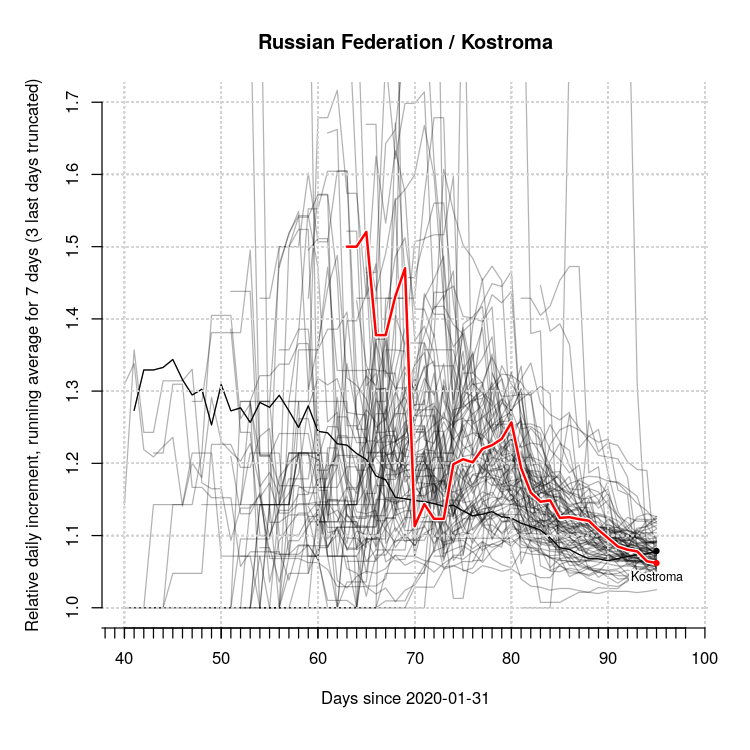 Russian Federation / Kostroma
Relative daily increment, running average for 7 days (3 last days truncated)
1.7
1.6
1.5
1.4
1.3
1.2
1.1
1.0
Kostroma
40 50 60 70 80 90 100
Days since 2020-01-31